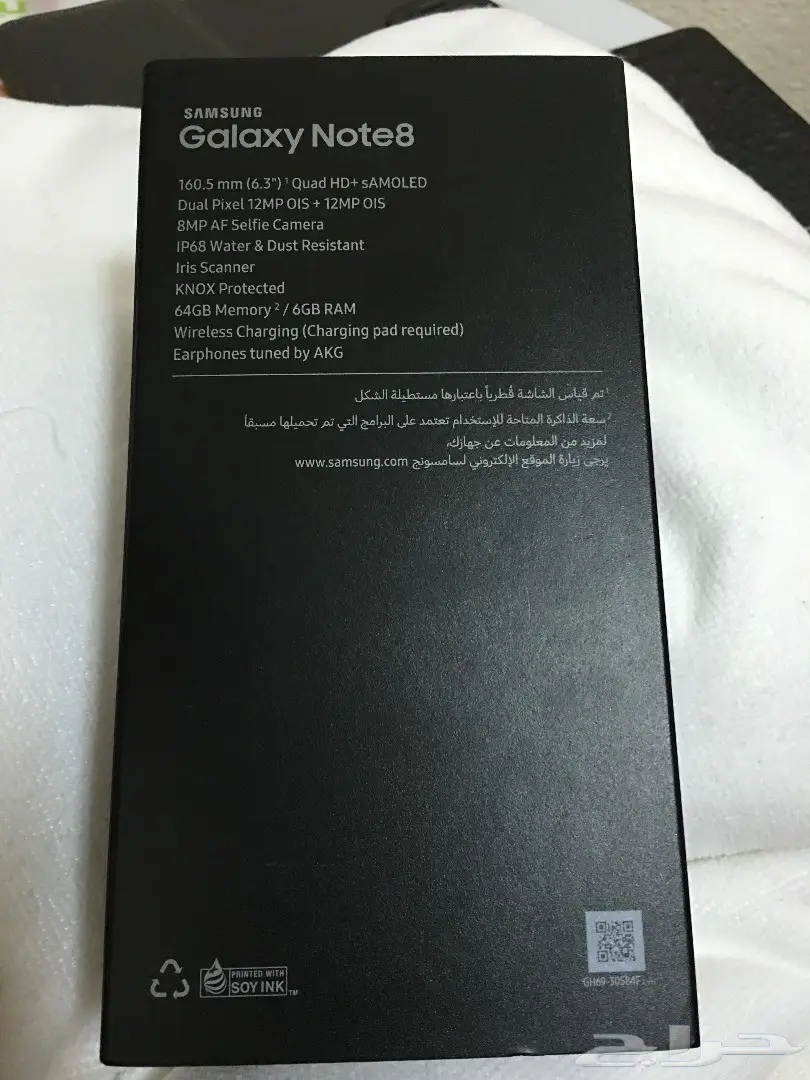 SAMSUNG
Galaxy Note8
160.5 mm (6.3") ¹ Quad HD+ sAMOLED
Dual Pixel 12MP OIS + 12MP OIS
8MP AF Selfie Camera
IP68 Water & Dust Resistant
Iris Scanner
KNOX Protected
64GB Memory ² / 6GB RAM
Wireless Charging (Charging pad required)
Earphones tuned by AKG
¹ تم قياس الشاشة قُطرياً باعتبارها مستطيلة الشكل
² سعة الذاكرة المتاحة للإستخدام تعتمد على البرامج التي تم تحميلها مسبقاً
لمزيد من المعلومات عن جهازك،
يرجى زيارة الموقع الإلكتروني لسامسونج www.samsung.com
PRINTED WITH
SOY INK™
GH69-30584F
حراج